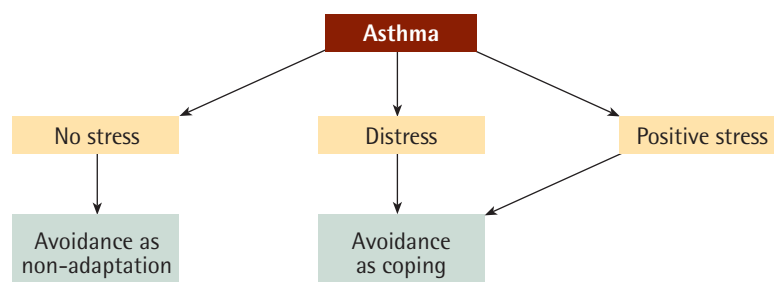 Asthma
No stress
Distress
Positive stress
Avoidance as
non-adaptation
Avoidance
as coping